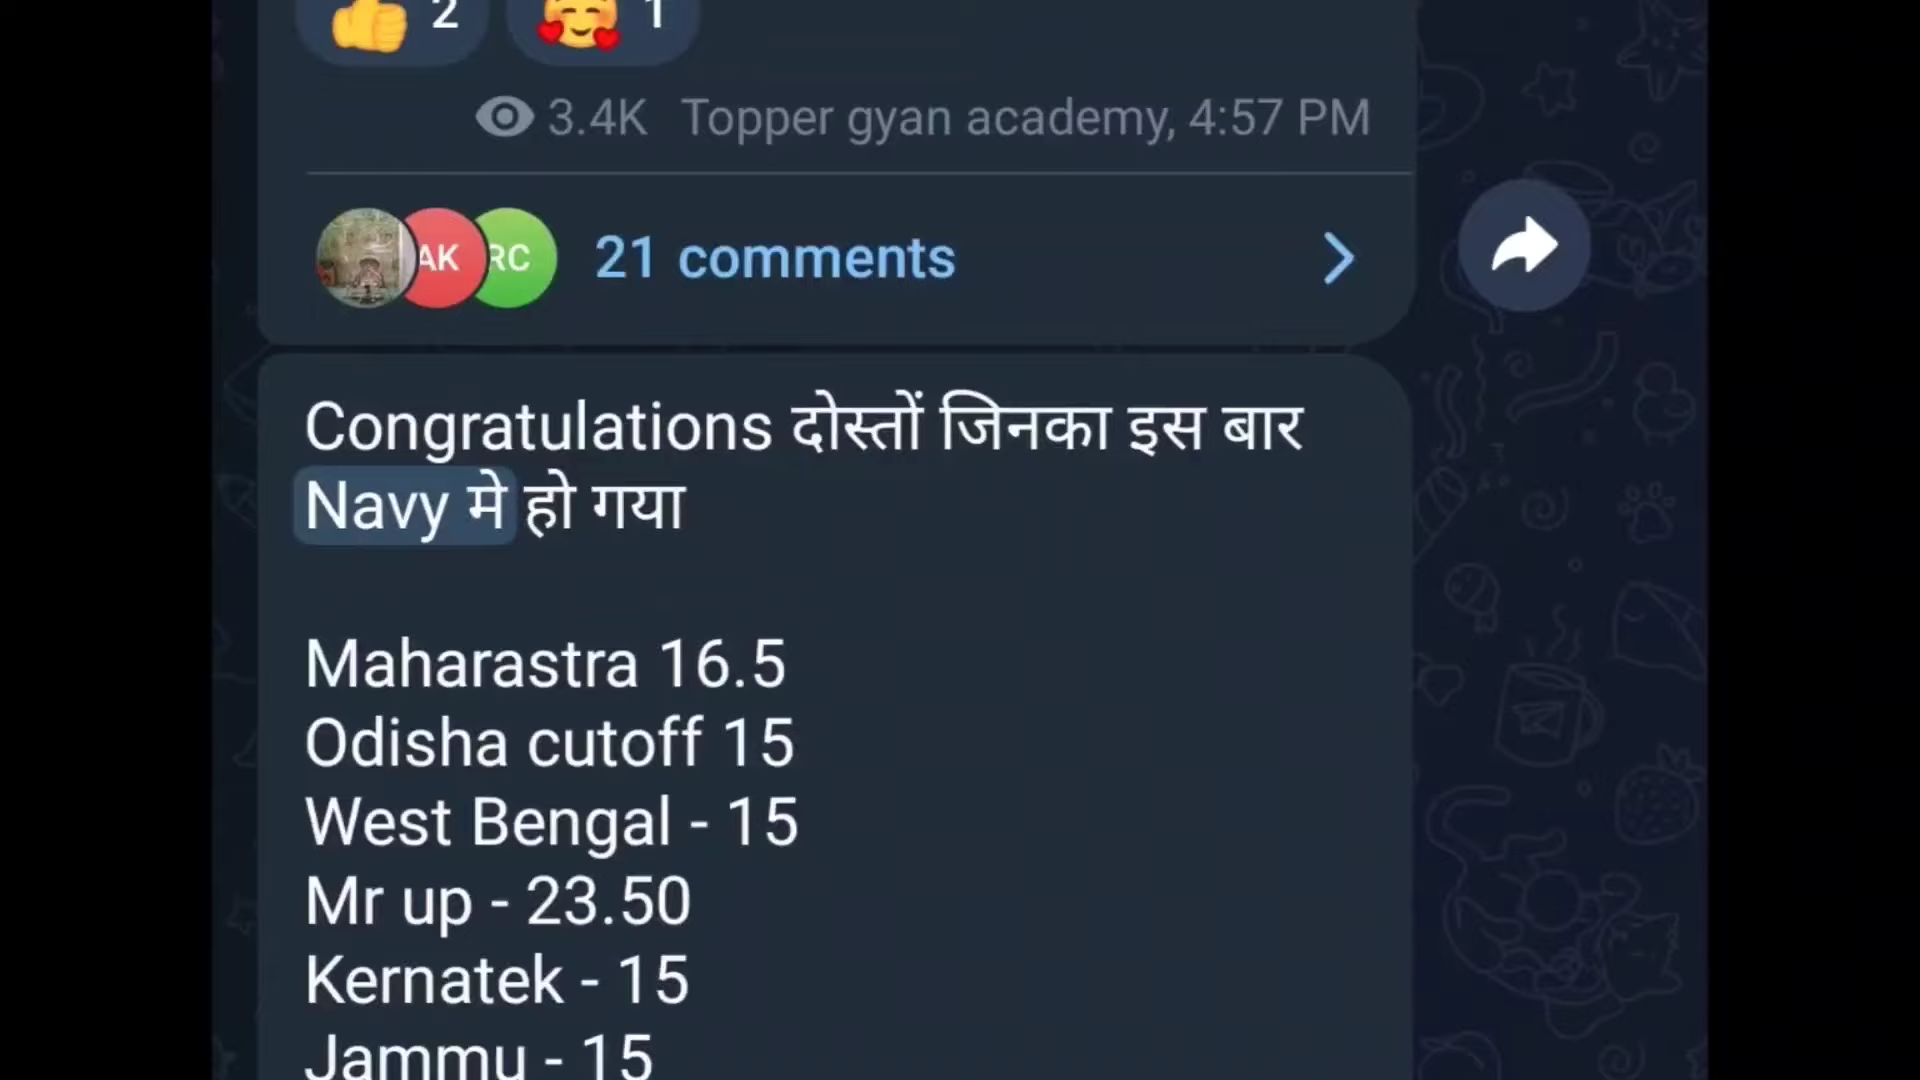 2 1
3.4K Topper gyan academy, 4:57 PM
AK RC 21 comments
Congratulations दोस्तों जिनका इस बार
Navy मे हो गया
Maharastra 16.5
Odisha cutoff 15
West Bengal - 15
Mr up - 23.50
Kernatek - 15
Jammu - 15